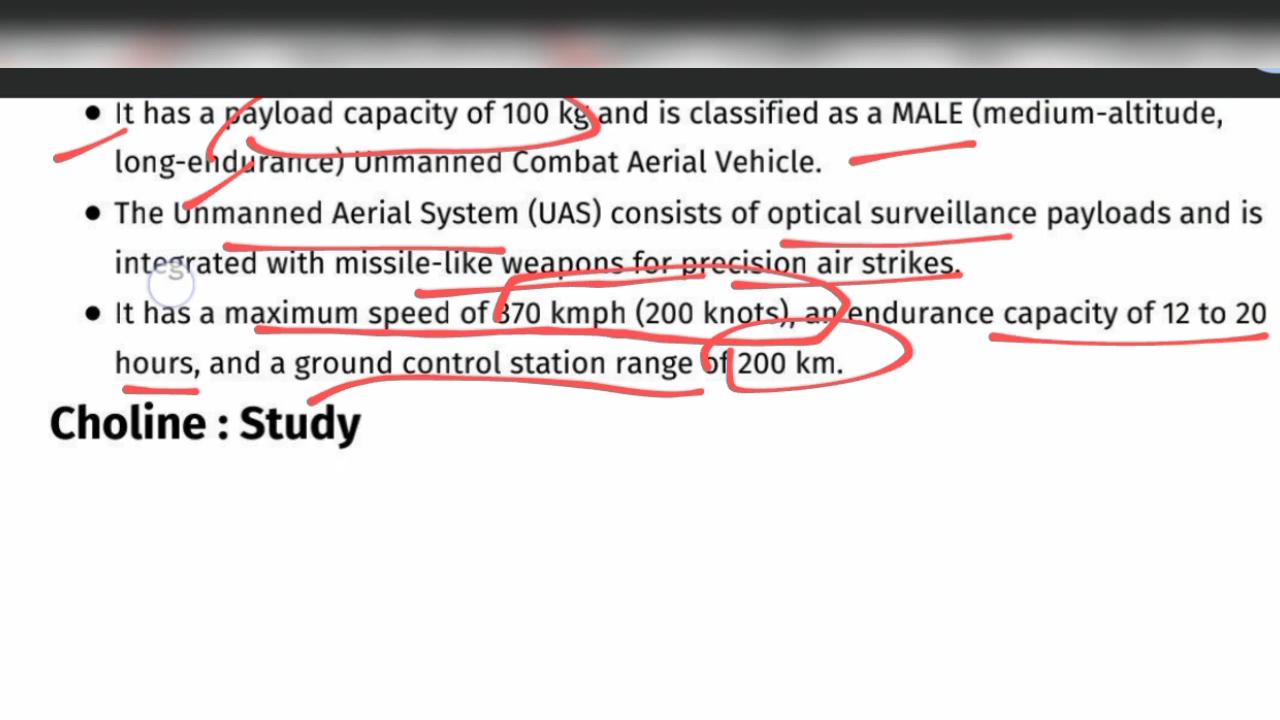 ● It has a payload capacity of 100 kg and is classified as a MALE (medium-altitude,
long-endurance) Unmanned Combat Aerial Vehicle.
● The Unmanned Aerial System (UAS) consists of optical surveillance payloads and is
integrated with missile-like weapons for precision air strikes.
● It has a maximum speed of 370 kmph (200 knots), an endurance capacity of 12 to 20
hours, and a ground control station range of 200 km.
Choline : Study